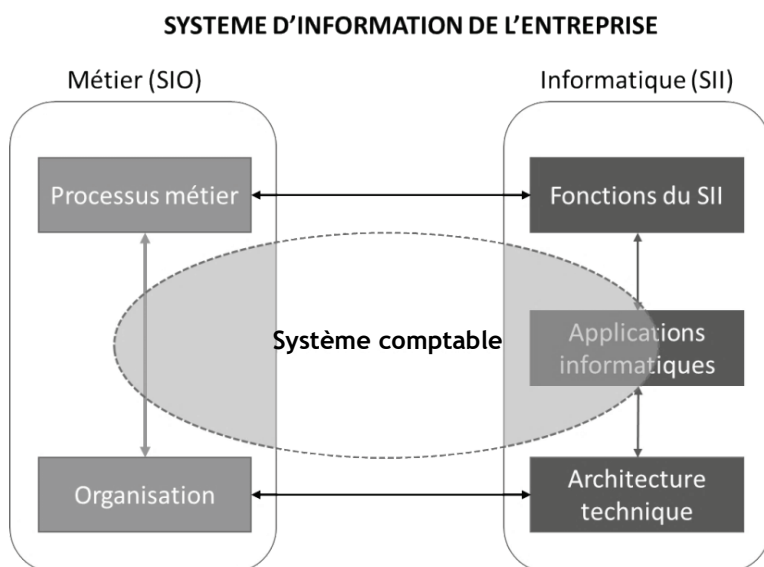 SYSTEME D’INFORMATION DE L’ENTREPRISE
Métier (SIO)
Informatique (SII)
Processus métier
Fonctions du SII
Système comptable
Applications
informatiques
Organisation
Architecture
technique